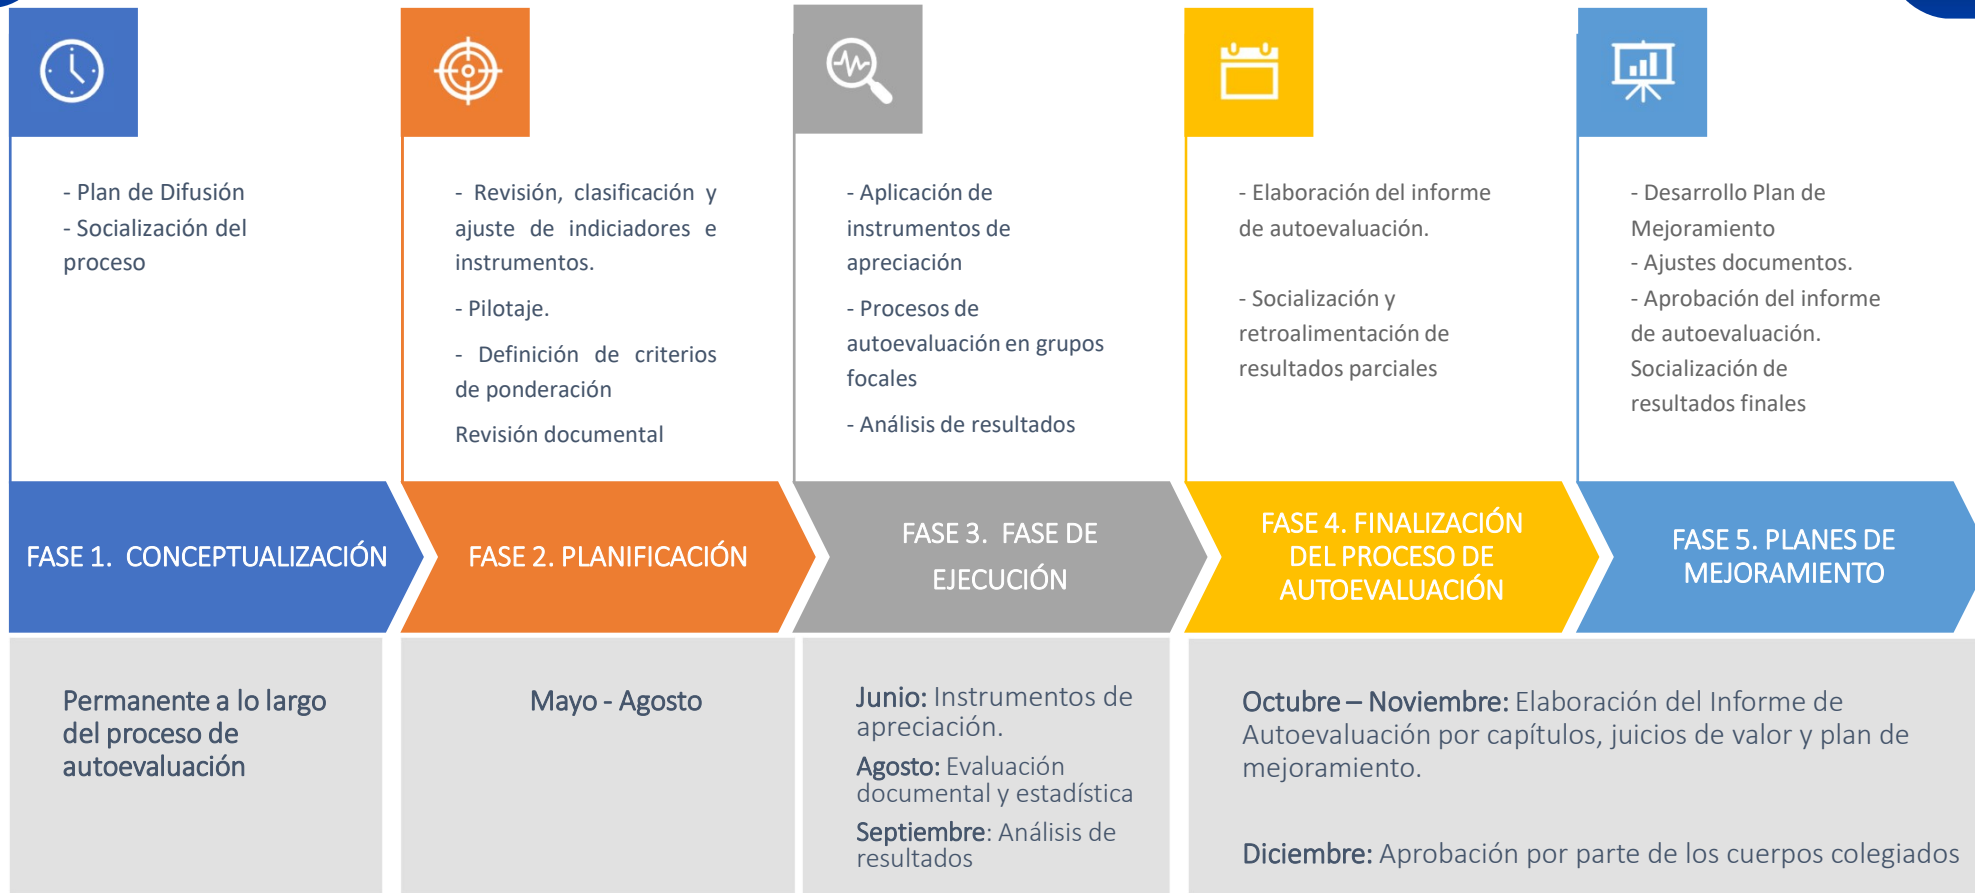 - Plan de Difusión
- Socialización del
proceso
- Revisión, clasificación y
ajuste de indiciadores e
instrumentos.
- Pilotaje.
- Definición de criterios
de ponderación
Revisión documental
- Aplicación de
instrumentos de
apreciación
- Procesos de
autoevaluación en grupos
focales
- Análisis de resultados
- Elaboración del informe
de autoevaluación.
- Socialización y
retroalimentación de
resultados parciales
- Desarrollo Plan de
Mejoramiento
- Ajustes documentos.
- Aprobación del informe
de autoevaluación.
Socialización de
resultados finales
FASE 1. CONCEPTUALIZACIÓN
FASE 2. PLANIFICACIÓN
FASE 3. FASE DE
EJECUCIÓN
FASE 4. FINALIZACIÓN
DEL PROCESO DE
AUTOEVALUACIÓN
FASE 5. PLANES DE
MEJORAMIENTO
Permanente a lo largo
del proceso de
autoevaluación
Mayo - Agosto
Junio: Instrumentos de
apreciación.
Agosto: Evaluación
documental y estadística
Septiembre: Análisis de
resultados
Octubre – Noviembre: Elaboración del Informe de
Autoevaluación por capítulos, juicios de valor y plan de
mejoramiento.
Diciembre: Aprobación por parte de los cuerpos colegiados